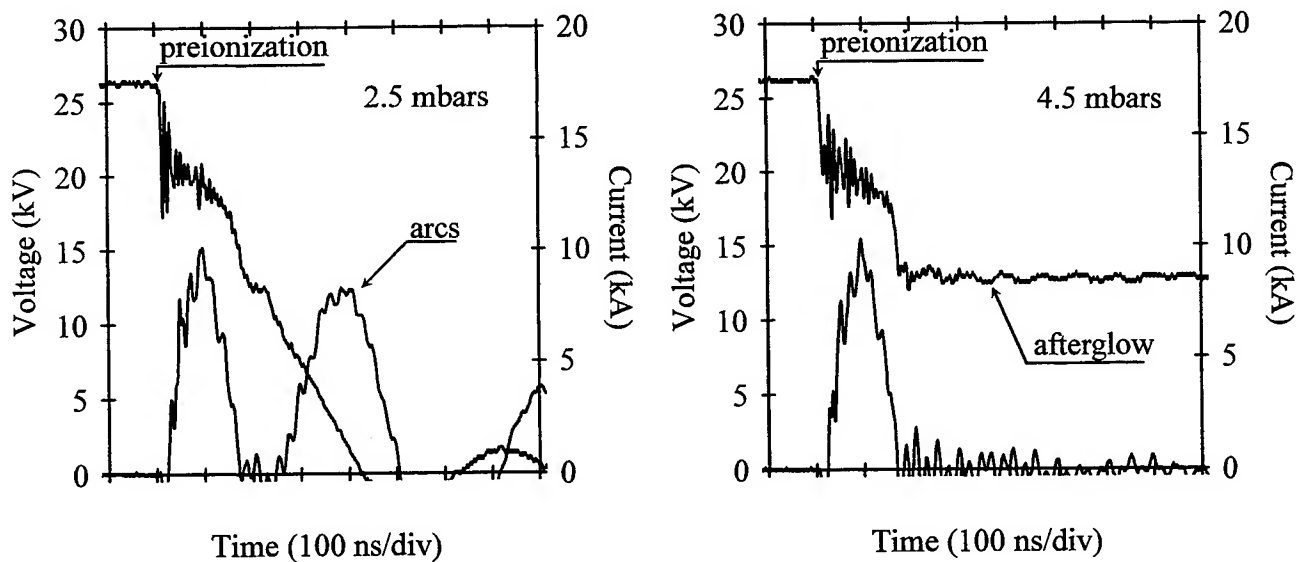 30
25
20
15
10
5
0
Voltage (kV)
preionization
2.5 mbars
arcs
20
15
10
5
0
Current (kA)
Time (100 ns/div)
30
25
20
15
10
5
0
Voltage (kV)
preionization
4.5 mbars
afterglow
20
15
10
5
0
Current (kA)
Time (100 ns/div)